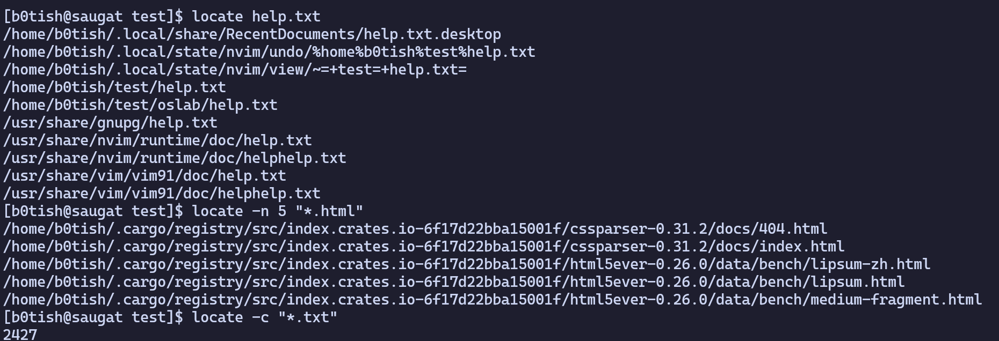 [b0tish@saugat test]$ locate help.txt
/home/b0tish/.local/share/RecentDocuments/help.txt.desktop
/home/b0tish/.local/state/nvim/undo/%home%b0tish%test%help.txt
/home/b0tish/.local/state/nvim/view/~=+test=+help.txt=
/home/b0tish/test/help.txt
/home/b0tish/test/oslab/help.txt
/usr/share/gnupg/help.txt
/usr/share/nvim/runtime/doc/help.txt
/usr/share/nvim/runtime/doc/helphelp.txt
/usr/share/vim/vim91/doc/help.txt
/usr/share/vim/vim91/doc/helphelp.txt
[b0tish@saugat test]$ locate -n 5 "*.html"
/home/b0tish/.cargo/registry/src/index.crates.io-6f17d22bba15001f/cssparser-0.31.2/docs/404.html
/home/b0tish/.cargo/registry/src/index.crates.io-6f17d22bba15001f/cssparser-0.31.2/docs/index.html
/home/b0tish/.cargo/registry/src/index.crates.io-6f17d22bba15001f/html5ever-0.26.0/data/bench/lipsum-zh.html
/home/b0tish/.cargo/registry/src/index.crates.io-6f17d22bba15001f/html5ever-0.26.0/data/bench/lipsum.html
/home/b0tish/.cargo/registry/src/index.crates.io-6f17d22bba15001f/html5ever-0.26.0/data/bench/medium-fragment.html
[b0tish@saugat test]$ locate -c "*.txt"
2427